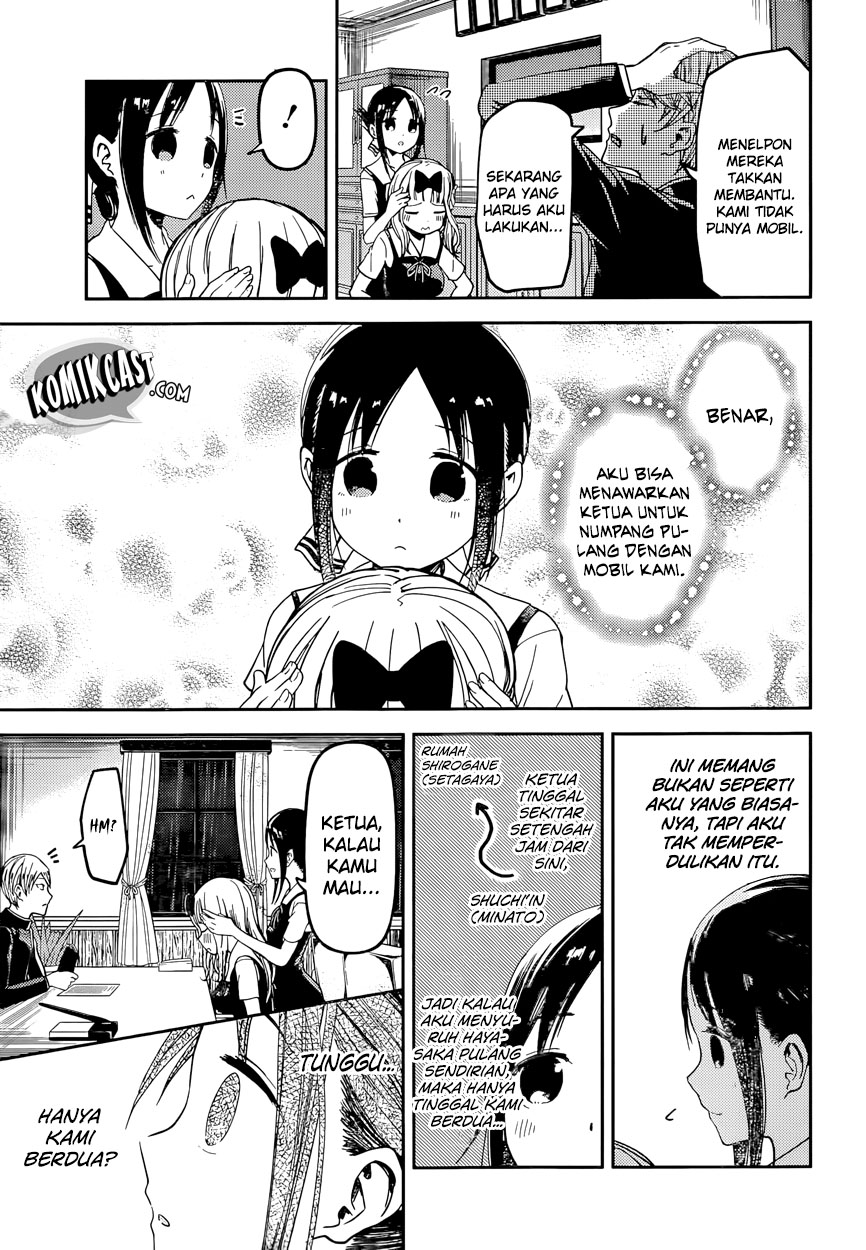 MENELPON
MEREKA
TAKKAN
MEMBANTU.
KAMI TIDAK
PUNYA MOBIL.
SEKARANG
APA YANG
HARUS AKU
LAKUKAN...
!
KOMIKCAST
.COM
BENAR,
AKU BISA
MENAWARKAN
KETUA UNTUK
NUMPANG PU-
LANG DENGAN
MOBIL KAMI.
INI MEMANG
BUKAN SEPERTI
AKU YANG BIASA-
NYA, TAPI AKU
TAK MEMPER-
DULIKAN ITU.
KETUA
TINGGAL
SEKITAR
SETENGAH
JAM DARI
SINI,
RUMAH
SHIROGANE
(SETAGAYA)
SHUCHI'IN
(MINATO)
JADI KALAU
AKU MENYU-
RUH HAYA-
SAKA PULANG
SENDIRIAN,
MAKA HANYA
TINGGAL KAMI
BERDUA...
KETUA,
KALAU
KAMU
MAU...
HM?
TUNGGU...
HANYA
KAMI
BERDUA?